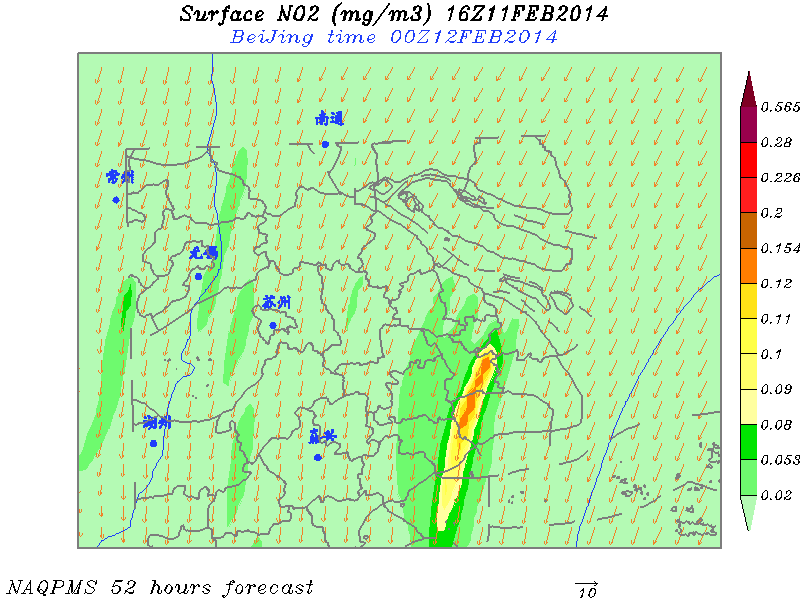 Surface NO2 (mg/m3) 16Z11FEB2014
BeiJing time 00Z12FEB2014
南通
常州
无锡
苏州
湖州
嘉兴
0.565
0.28
0.226
0.2
0.154
0.12
0.11
0.1
0.09
0.08
0.053
0.02
NAQPMS 52 hours forecast
10